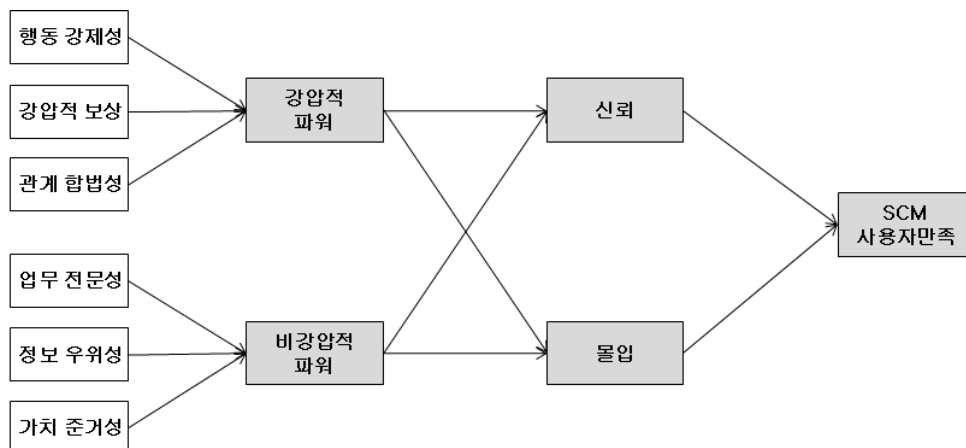 행동 강제성
강압적 보상
관계 합법성
강압적
파워
신뢰
SCM
사용자만족
업무 전문성
정보 우위성
가치 준거성
비강압적
파워
몰입